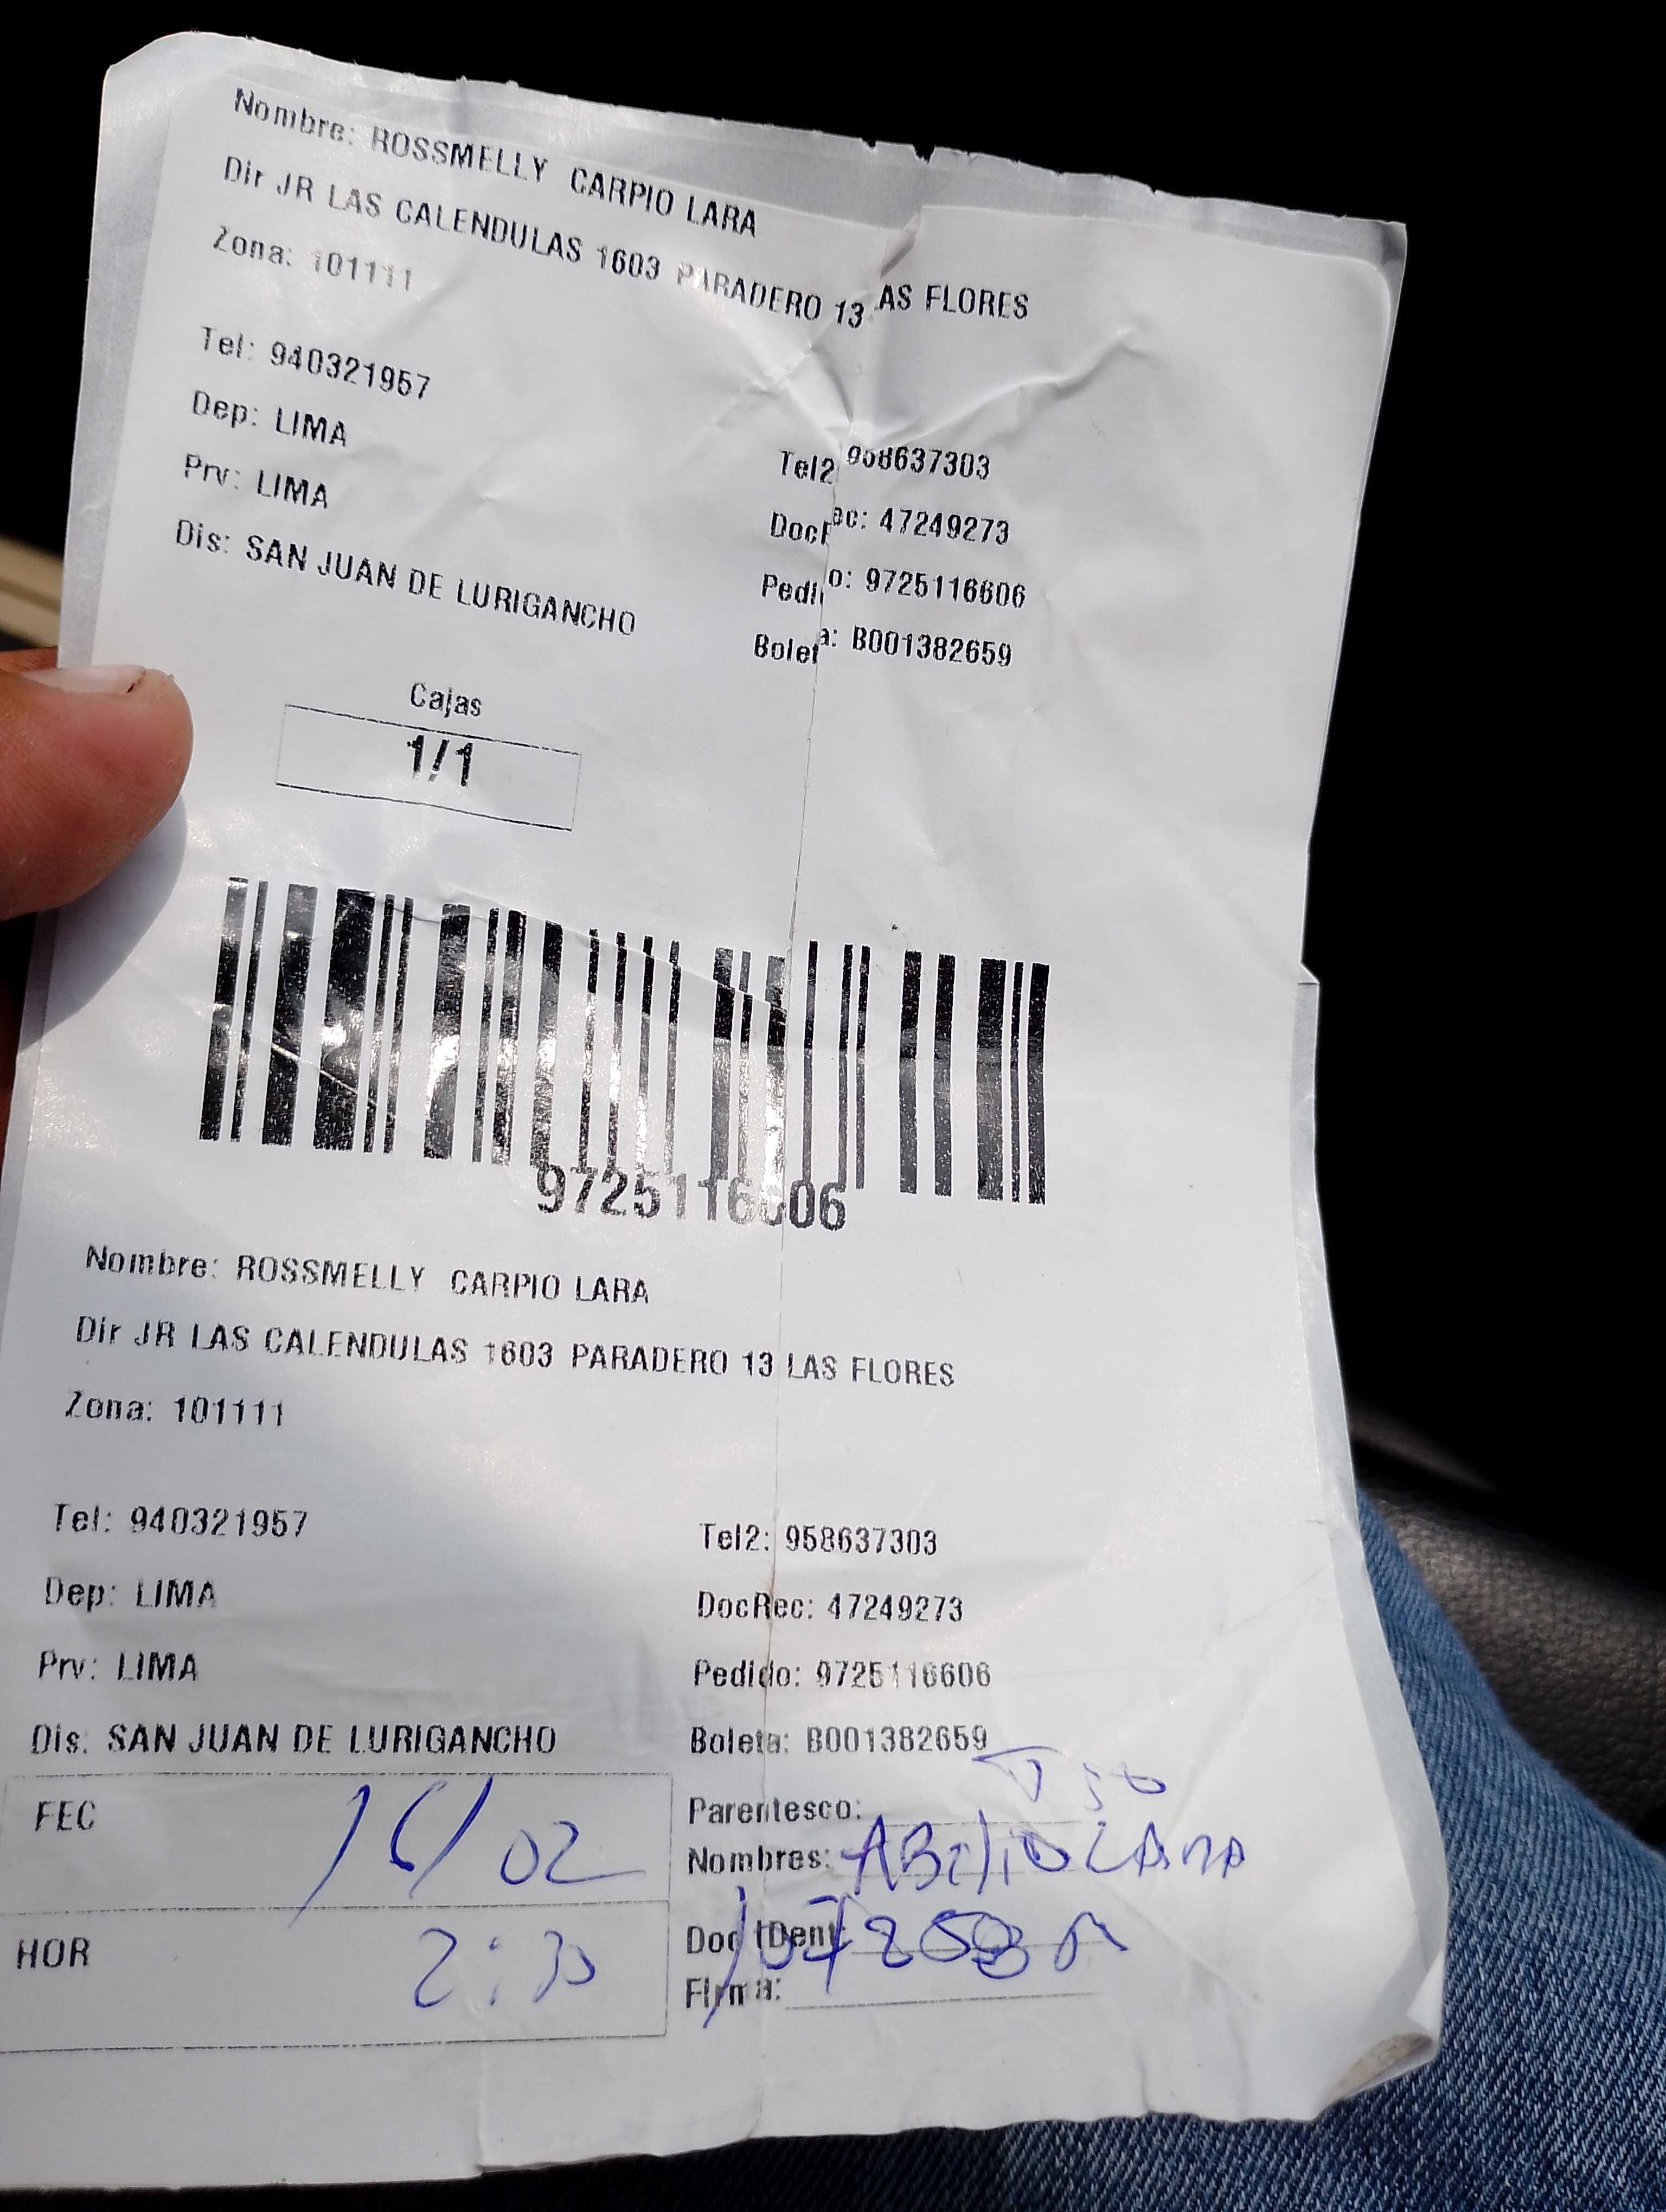 Nombre: ROSSMELLY CARPIO LARA
Dir JR LAS CALENDULAS 1603 PARADERO 13 LAS FLORES
Zona: 101111
Tel: 940321957
Tel2 958637303
Dep: LIMA
DocRec: 47249273
Prv: LIMA
Pedido: 9725116606
Dis: SAN JUAN DE LURIGANCHO
Boleta: B001382659
Cajas
1/1
9725116606
Nombre: ROSSMELLY CARPIO LARA
Dir JR LAS CALENDULAS 1603 PARADERO 13 LAS FLORES
Zona: 101111
Tel: 940321957
Tel2: 958637303
Dep: LIMA
DocRec: 47249273
Prv: LIMA
Pedido: 9725116606
Dis: SAN JUAN DE LURIGANCHO
Boleta: B001382659
FEC 16/02
Parentesco:
Nombres: ABilio LARA
HOR 2:30
Doc IDent:
Firma: